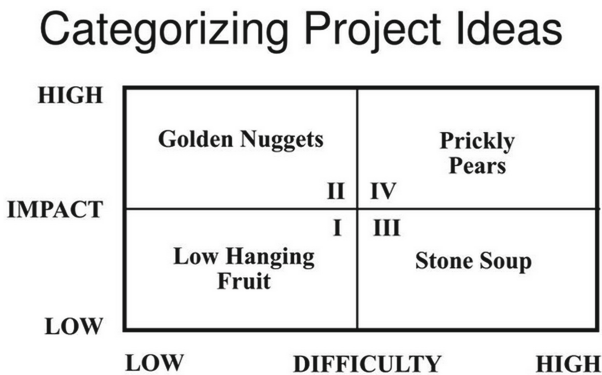 Categorizing Project Ideas
HIGH
Golden Nuggets
Prickly
Pears
II
IV
IMPACT
I
III
Low Hanging
Fruit
Stone Soup
LOW
LOW
DIFFICULTY
HIGH